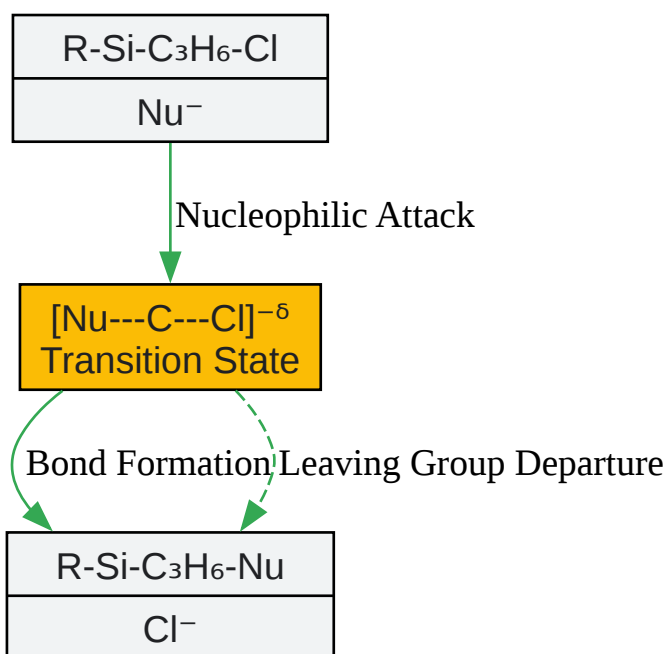 R-Si-C₃H₆-Cl
Nu⁻
Nucleophilic Attack
[Nu---C---Cl]⁻ᵟ
Transition State
Bond Formation
Leaving Group Departure
R-Si-C₃H₆-Nu
Cl⁻